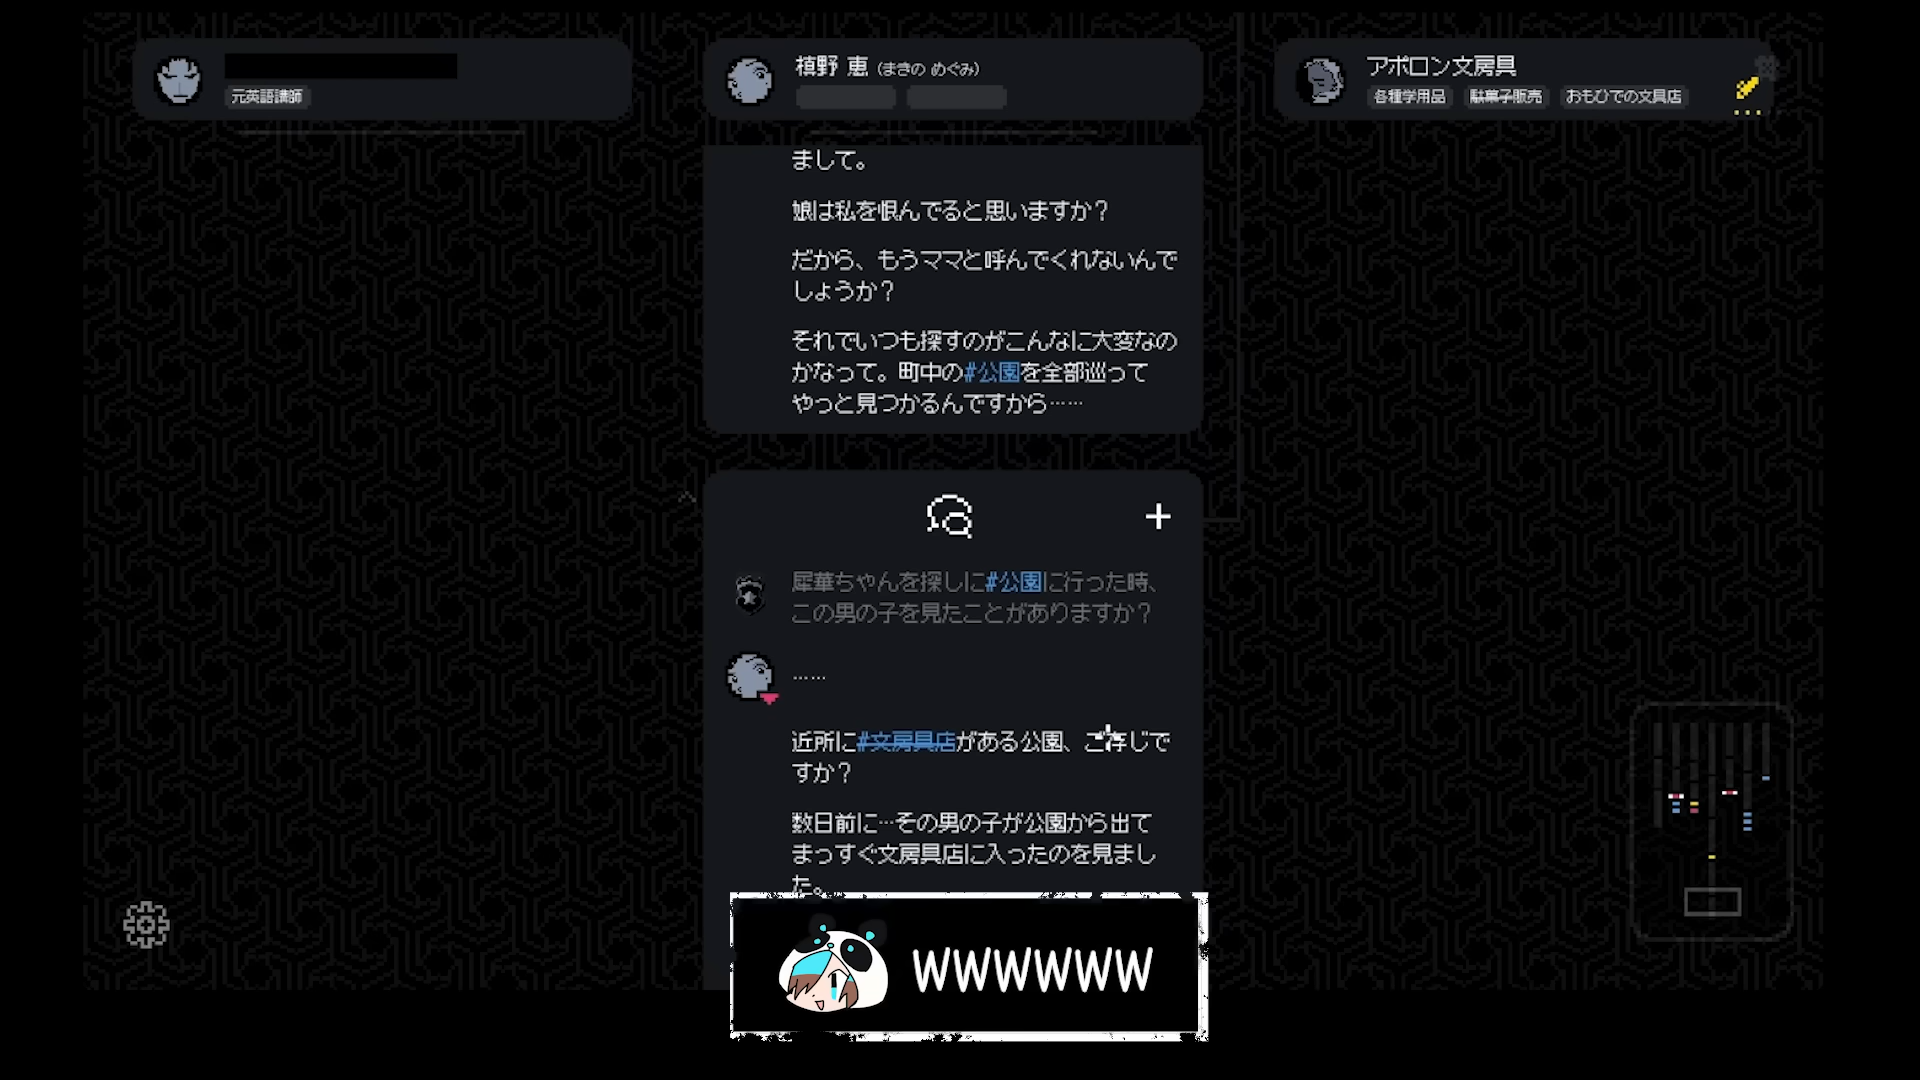 元英語講師
槙野 恵 (まきの めぐみ)
アポロン文房具
各種学用品 駄菓子販売 おもひでの文具店
まして。
娘は私を恨んでると思いますか？
だから、もうママと呼んでくれないんで
しょうか？
それでいつも探すのがこんなに大変なの
かなって。町中の#公園を全部巡って
やっと見つかるんですから……
犀華ちゃんを探しに#公園に行った時、
この男の子を見たことがありますか？
……
近所に#文房具店がある公園、ご存じで
すか？
数日前に…その男の子が公園から出て
まっすぐ文房具店に入ったのを見まし
た。
WWWWWW